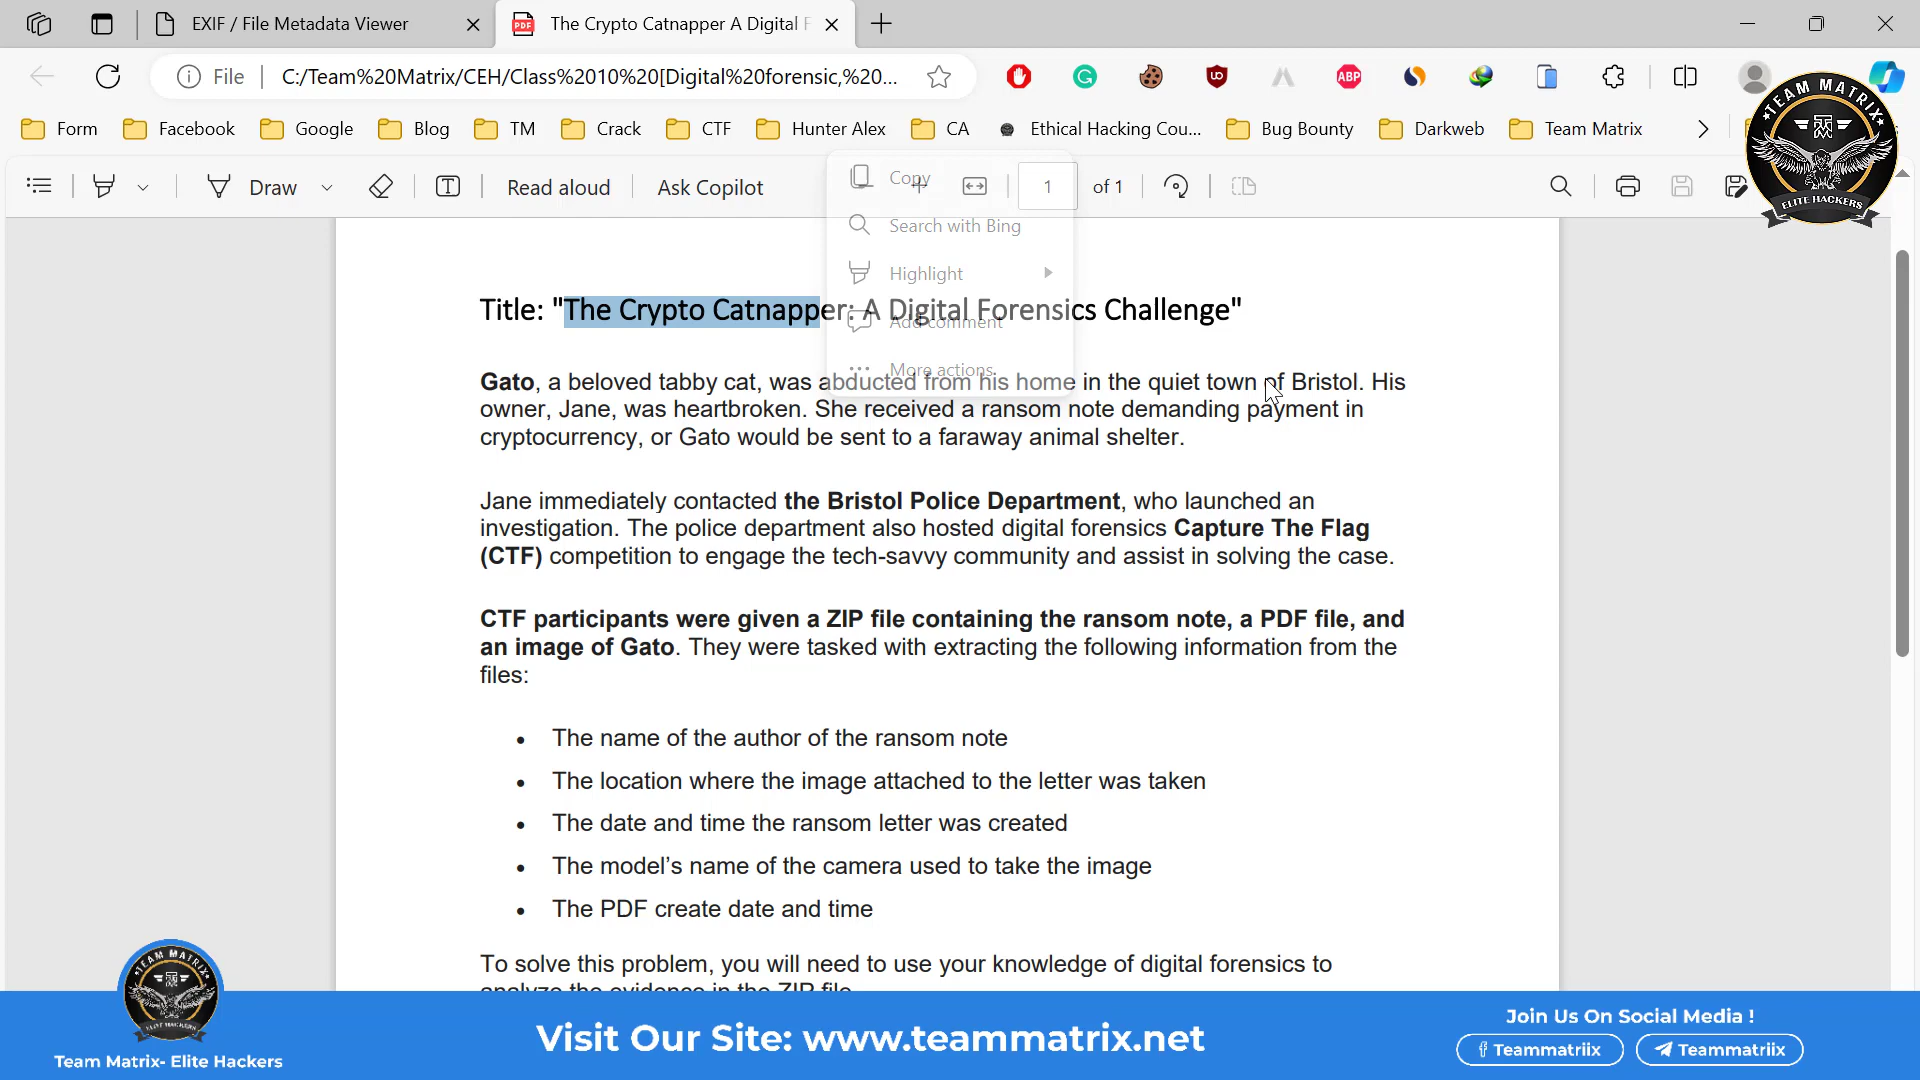 EXIF / File Metadata Viewer
The Crypto Catnapper A Digital F
File
C:/Team%20Matrix/CEH/Class%2010%20[Digital%20forensic,%20...
Form
Facebook
Google
Blog
TM
Crack
CTF
Hunter Alex
CA
Ethical Hacking Cou...
Bug Bounty
Darkweb
Team Matrix
Draw
Read aloud
Ask Copilot
1
of 1
Copy
Search with Bing
Highlight
Add comment
More actions
TEAM MATRIX
ELITE HACKERS
Title: "The Crypto Catnapper: A Digital Forensics Challenge"
Gato, a beloved tabby cat, was abducted from his home in the quiet town of Bristol. His
owner, Jane, was heartbroken. She received a ransom note demanding payment in
cryptocurrency, or Gato would be sent to a faraway animal shelter.
Jane immediately contacted the Bristol Police Department, who launched an
investigation. The police department also hosted digital forensics Capture The Flag
(CTF) competition to engage the tech-savvy community and assist in solving the case.
CTF participants were given a ZIP file containing the ransom note, a PDF file, and
an image of Gato. They were tasked with extracting the following information from the
files:
• The name of the author of the ransom note
• The location where the image attached to the letter was taken
• The date and time the ransom letter was created
• The model’s name of the camera used to take the image
• The PDF create date and time
To solve this problem, you will need to use your knowledge of digital forensics to
analyze the evidence in the ZIP file.
TEAM MATRIX
ELITE HACKERS
Team Matrix- Elite Hackers
Visit Our Site: www.teammatrix.net
Join Us On Social Media !
Teammatriix
Teammatriix